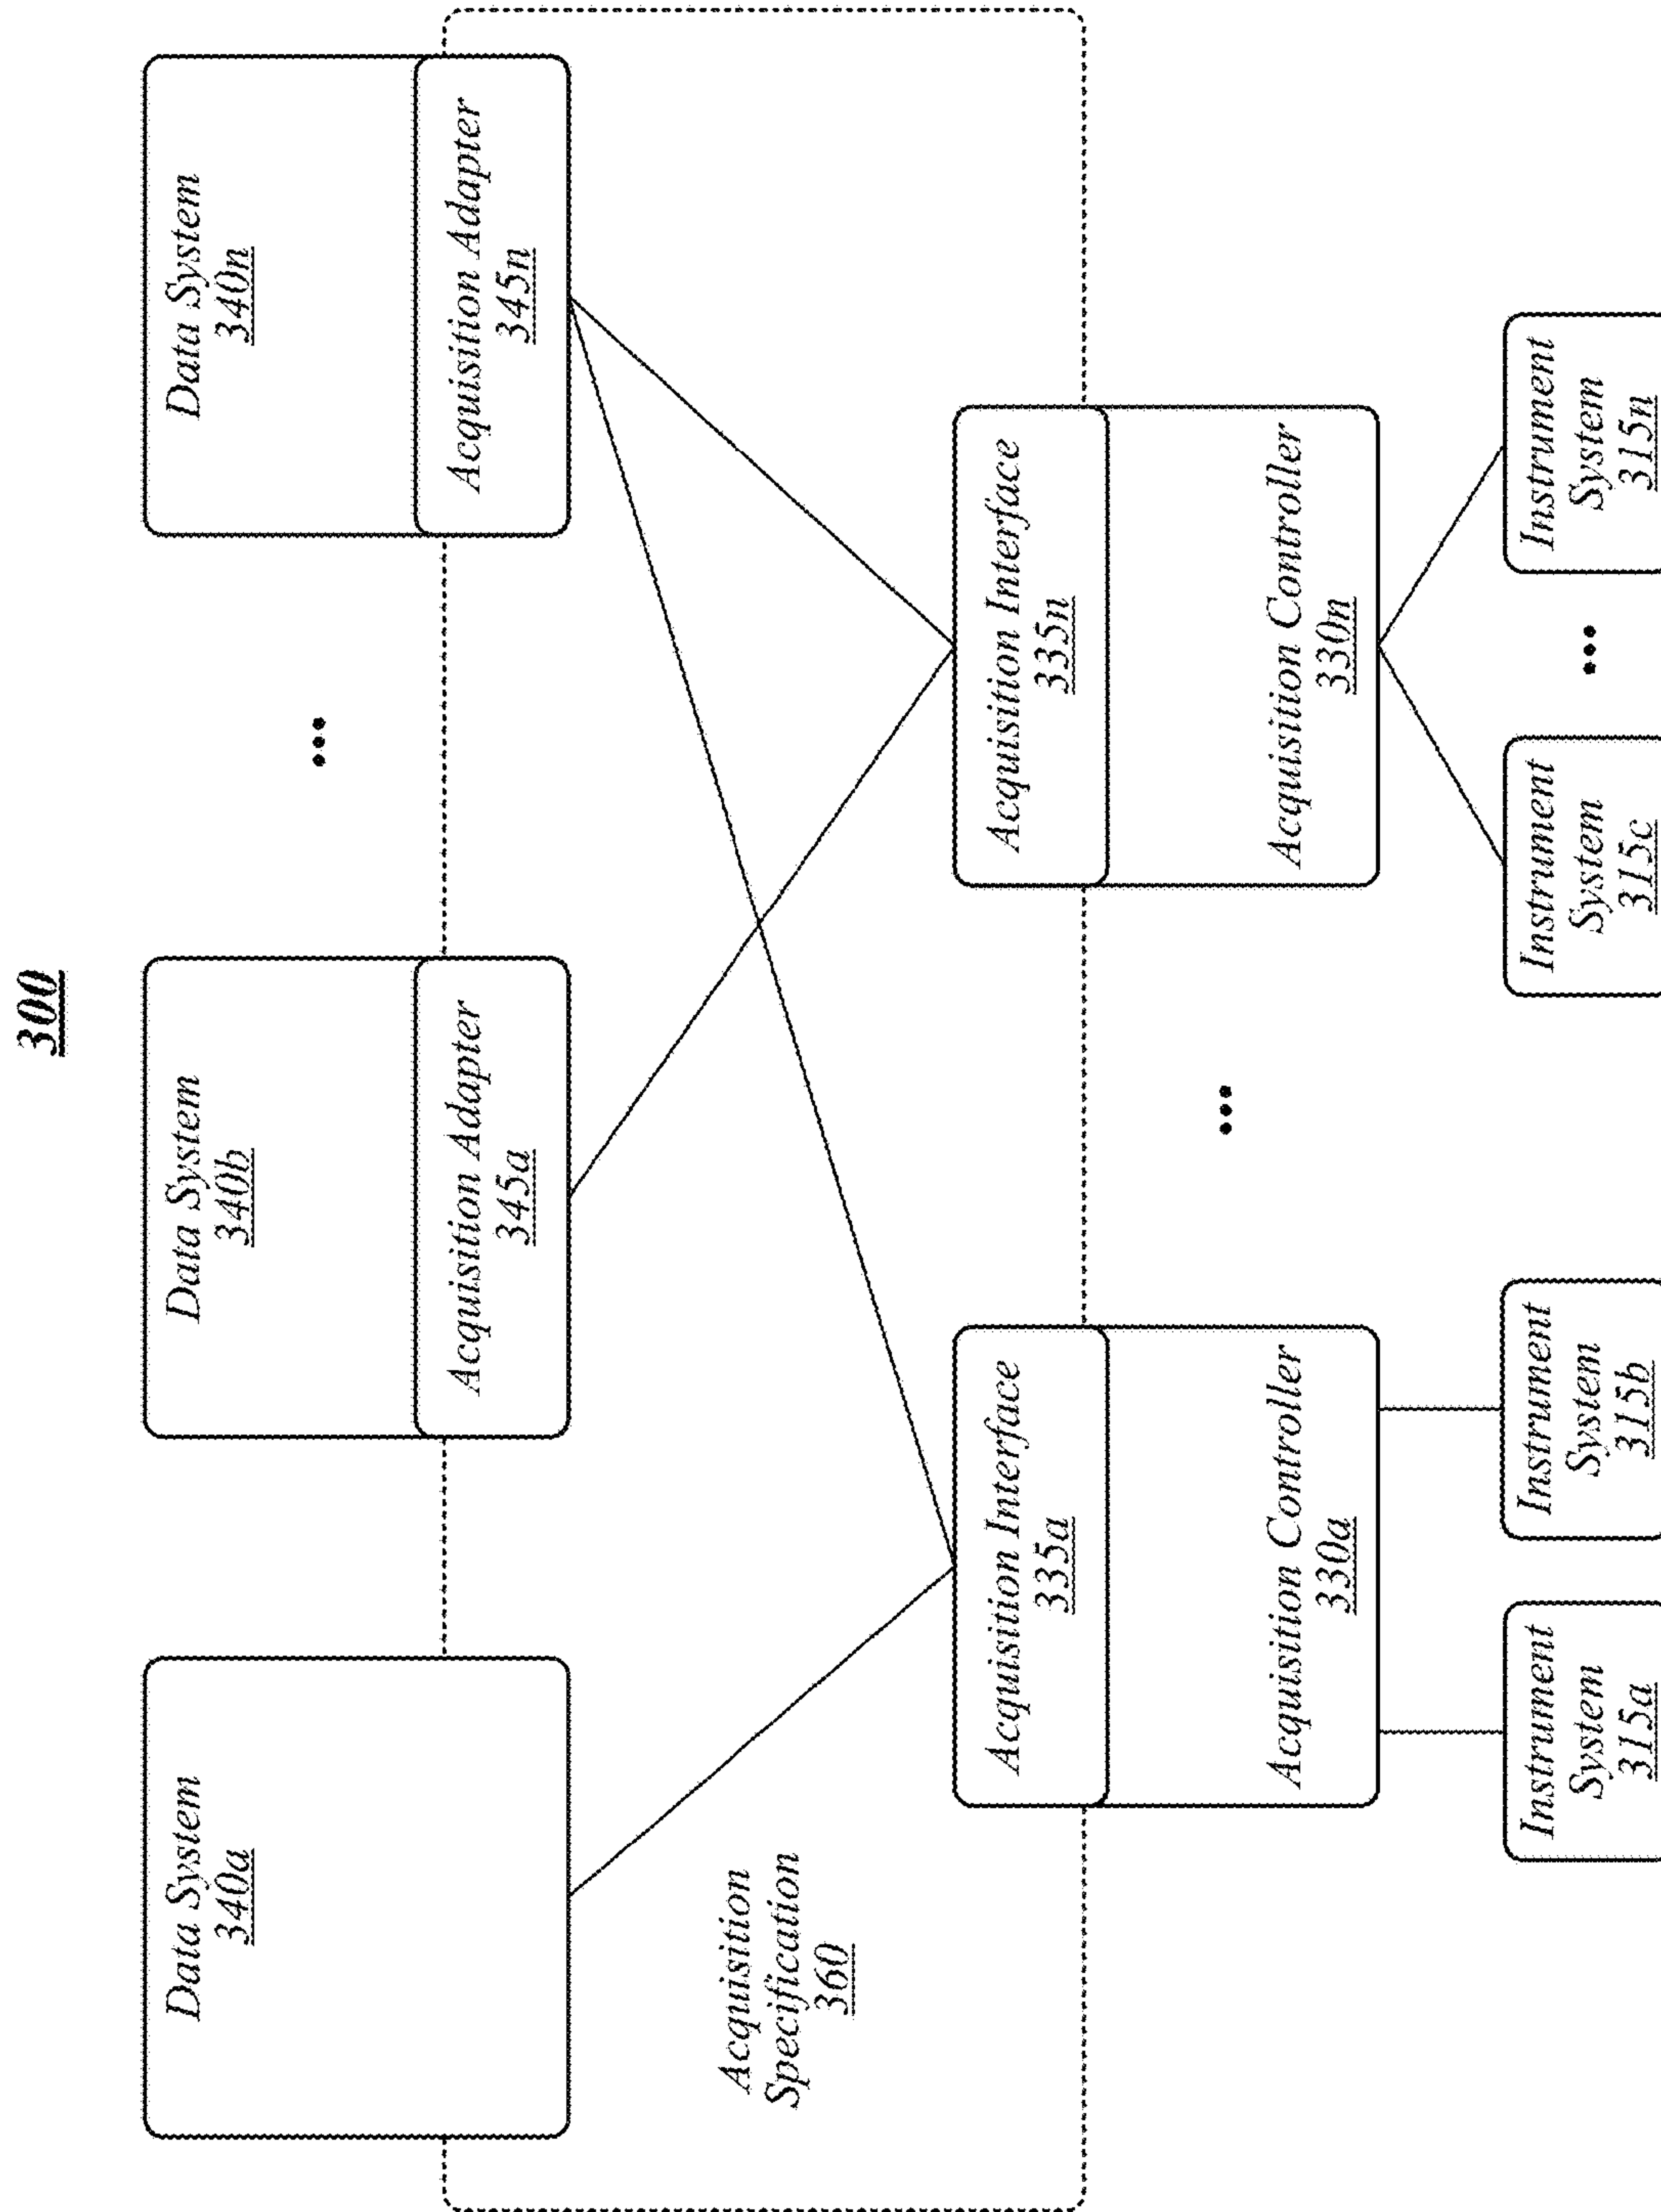 300
Data System
340a
Data System
340b
Acquisition Adapter
345a
•••
Data System
340n
Acquisition Adapter
345n
Acquisition
Specification
360
Acquisition Interface
335a
Acquisition Controller
330a
•••
Acquisition Interface
335n
Acquisition Controller
330n
Instrument
System
315a
Instrument
System
315b
Instrument
System
315c
•••
Instrument
System
315n